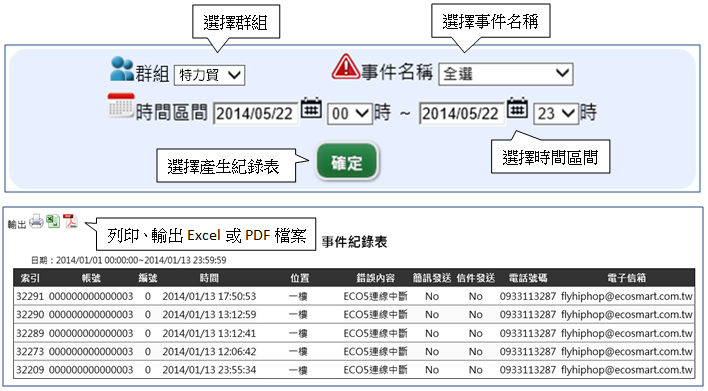 選擇群組
選擇事件名稱
群組 特力貿 事件名稱 全選
時間區間 2014/05/22 00 時 ~ 2014/05/22 23 時
選擇產生紀錄表 確定 選擇時間區間
輸出
列印、輸出 Excel 或 PDF 檔案
事件紀錄表
日期:2014/01/01 00:00:00~2014/01/13 23:59:59
索引 帳號 編號 時間 位置 錯誤內容 簡訊發送 信件發送 電話號碼 電子信箱
32291 000000000000003 0 2014/01/13 17:50:53 一樓 ECO5連線中斷 No No 0933113287 flyhiphop@ecosmart.com.tw
32290 000000000000003 0 2014/01/13 13:12:59 一樓 ECO5連線中斷 No No 0933113287 flyhiphop@ecosmart.com.tw
32289 000000000000003 0 2014/01/13 13:12:41 一樓 ECO5連線中斷 No No 0933113287 flyhiphop@ecosmart.com.tw
32273 000000000000003 0 2014/01/13 12:06:42 一樓 ECO5連線中斷 No No 0933113287 flyhiphop@ecosmart.com.tw
32209 000000000000003 0 2014/01/13 23:55:34 一樓 ECO5連線中斷 No No 0933113287 flyhiphop@ecosmart.com.tw